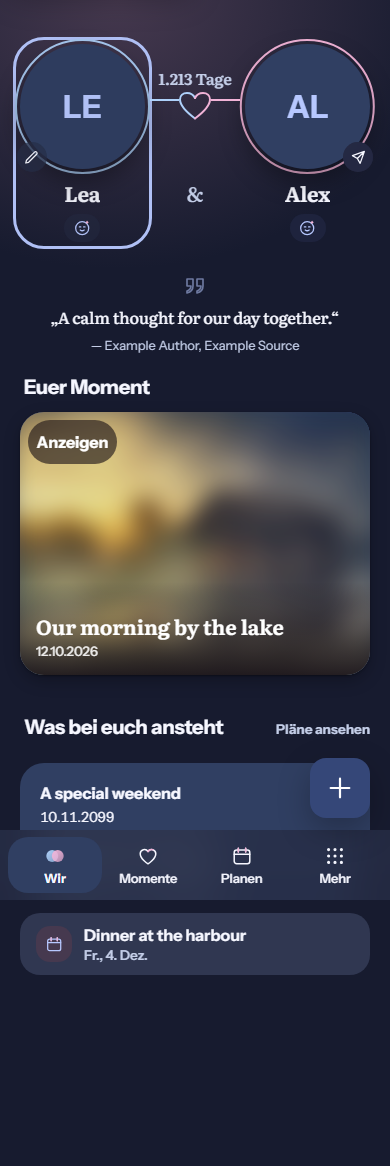 1.213 Tage
LE
AL
Lea
&
Alex
„A calm thought for our day together.“
— Example Author, Example Source
Euer Moment
Anzeigen
Our morning by the lake
12.10.2026
Was bei euch ansteht
Pläne ansehen
A special weekend
10.11.2099
Wir
Momente
Planen
Mehr
Dinner at the harbour
Fr., 4. Dez.